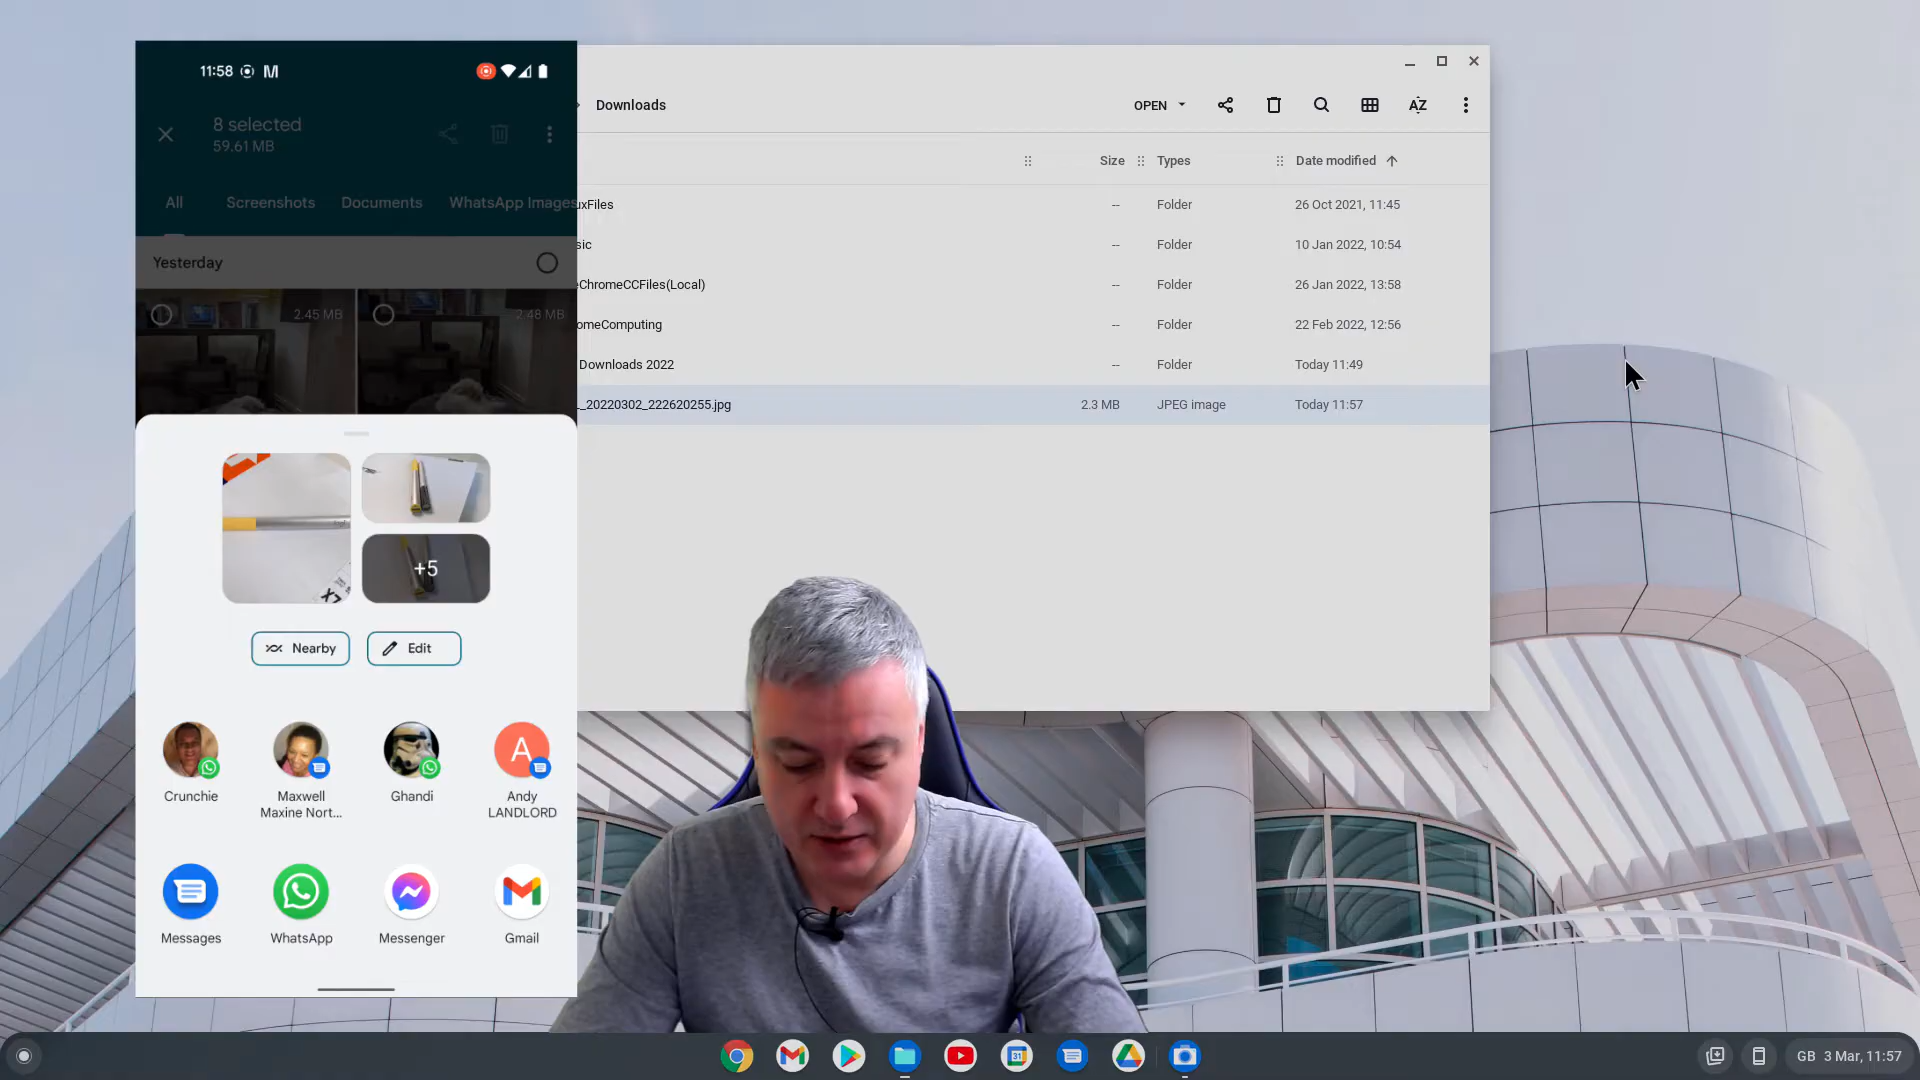 11:58
8 selected
59.61 MB
All Screenshots Documents WhatsApp Images
Yesterday
2.45 MB 2.48 MB
+5
Nearby Edit
Crunchie
Maxwell
Maxine Nort...
Ghandi
A
Andy
LANDLORD
Messages WhatsApp Messenger Gmail
Downloads
OPEN
AZ
Size Types Date modified
uxFiles -- Folder 26 Oct 2021, 11:45
sic -- Folder 10 Jan 2022, 10:54
eChromeCCFiles(Local) -- Folder 26 Jan 2022, 13:58
omeComputing -- Folder 22 Feb 2022, 12:56
Downloads 2022 -- Folder Today 11:49
_20220302_222620255.jpg 2.3 MB JPEG image Today 11:57
31
GB 3 Mar, 11:57